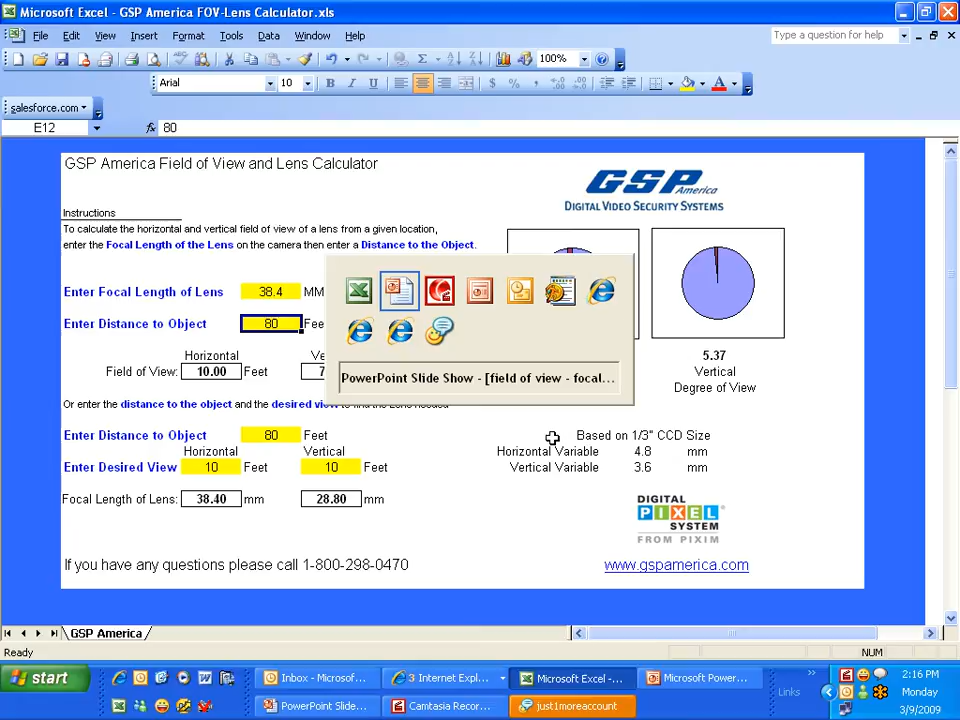 Microsoft Excel - GSP America FOV-Lens Calculator.xls
File Edit View Insert Format Tools Data Window Help
Type a question for help
100%
Arial 10 B I U $ % , A
salesforce.com
E12 fx 80
GSP America Field of View and Lens Calculator
GSP America
DIGITAL VIDEO SECURITY SYSTEMS
Instructions
To calculate the horizontal and vertical field of view of a lens from a given location,
enter the Focal Length of the Lens on the camera then enter a Distance to the Object.
Enter Focal Length of Lens 38.4 MM
Enter Distance to Object 80 Fee
Horizontal Ve
Field of View: 10.00 Feet 7
5.37
Vertical
Degree of View
PowerPoint Slide Show - [field of view - focal...
Or enter the distance to the object and the desired view to find the Lens needed
Enter Distance to Object 80 Feet
Horizontal Vertical
Enter Desired View 10 Feet 10 Feet
Focal Length of Lens: 38.40 mm 28.80 mm
Based on 1/3" CCD Size
Horizontal Variable 4.8 mm
Vertical Variable 3.6 mm
DIGITAL
PIXEL
SYSTEM
FROM PIXIM
If you have any questions please call 1-800-298-0470
www.gspamerica.com
GSP America
Ready NUM
start
Inbox - Microsof...
3 Internet Expl...
Microsoft Excel -...
Microsoft Power...
PowerPoint Slide...
Camtasia Recor...
just1moreaccount
Links
2:16 PM
Monday
3/9/2009